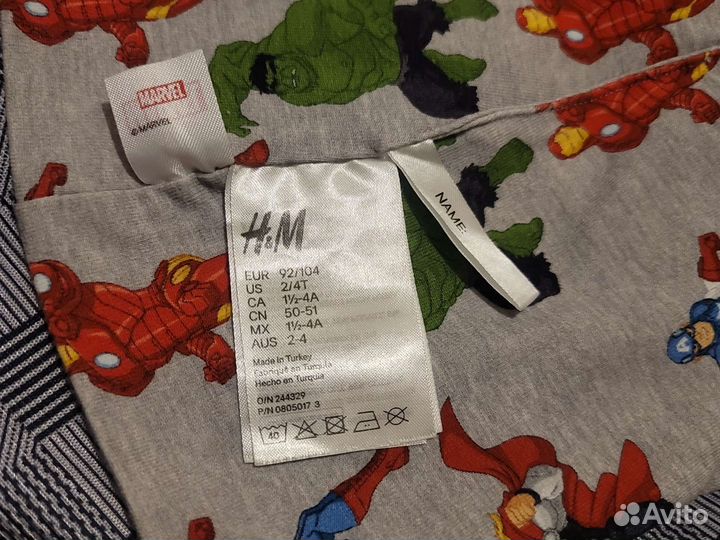 MARVEL
© MARVEL
NAME:
H&M
EUR 92/104
US 2/4T
CA 1½-4A
CN 50-51
MX 1½-4A
AUS 2-4
Made in Turkey
Fabriqué en Turquie
Hecho en Turquía
O/N 244329
P/N 0805017 3
40
Avito